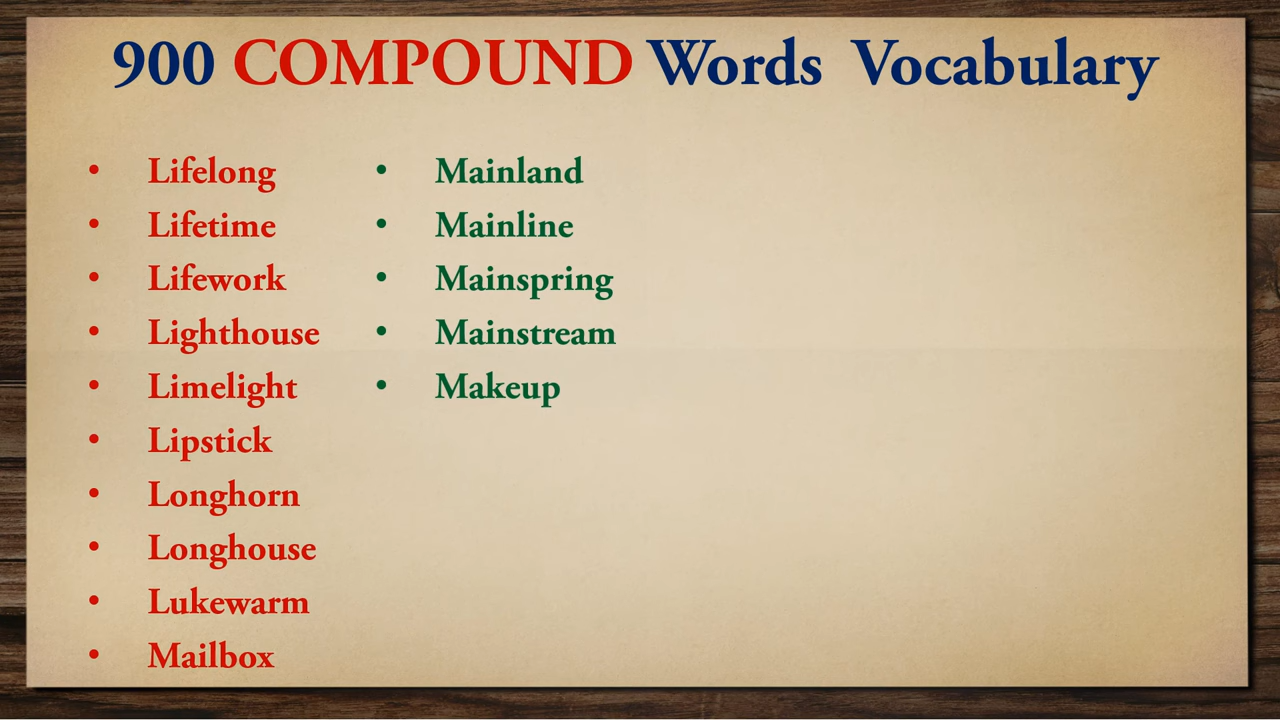 900 COMPOUND Words Vocabulary
• Lifelong
• Lifetime
• Lifework
• Lighthouse
• Limelight
• Lipstick
• Longhorn
• Longhouse
• Lukewarm
• Mailbox
• Mainland
• Mainline
• Mainspring
• Mainstream
• Makeup